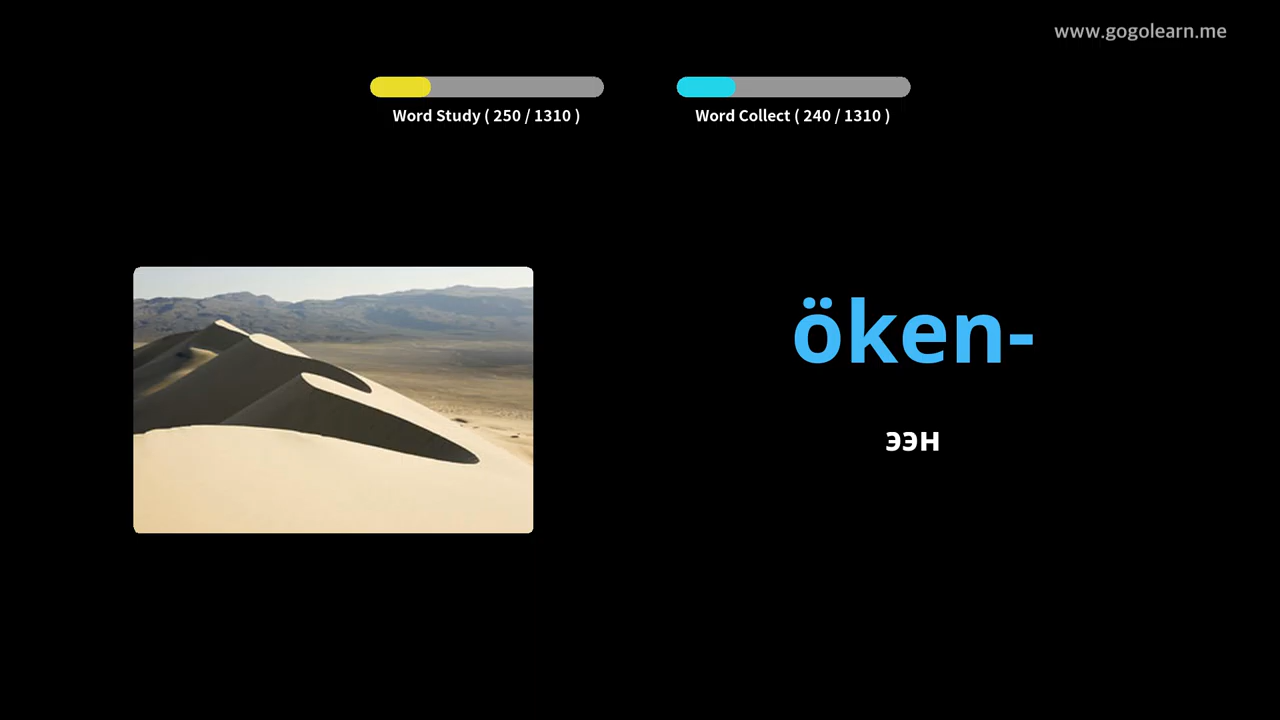 www.gogolearn.me
Word Study ( 250 / 1310 )
Word Collect ( 240 / 1310 )
öken-
ээн